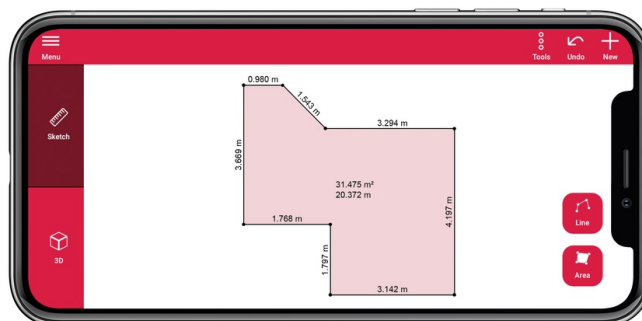 Menu
Tools
Undo
New
Sketch
3D
0.980 m
1.543 m
3.294 m
3.669 m
31.475 m²
20.372 m
4.197 m
1.768 m
1.797 m
3.142 m
Line
Area